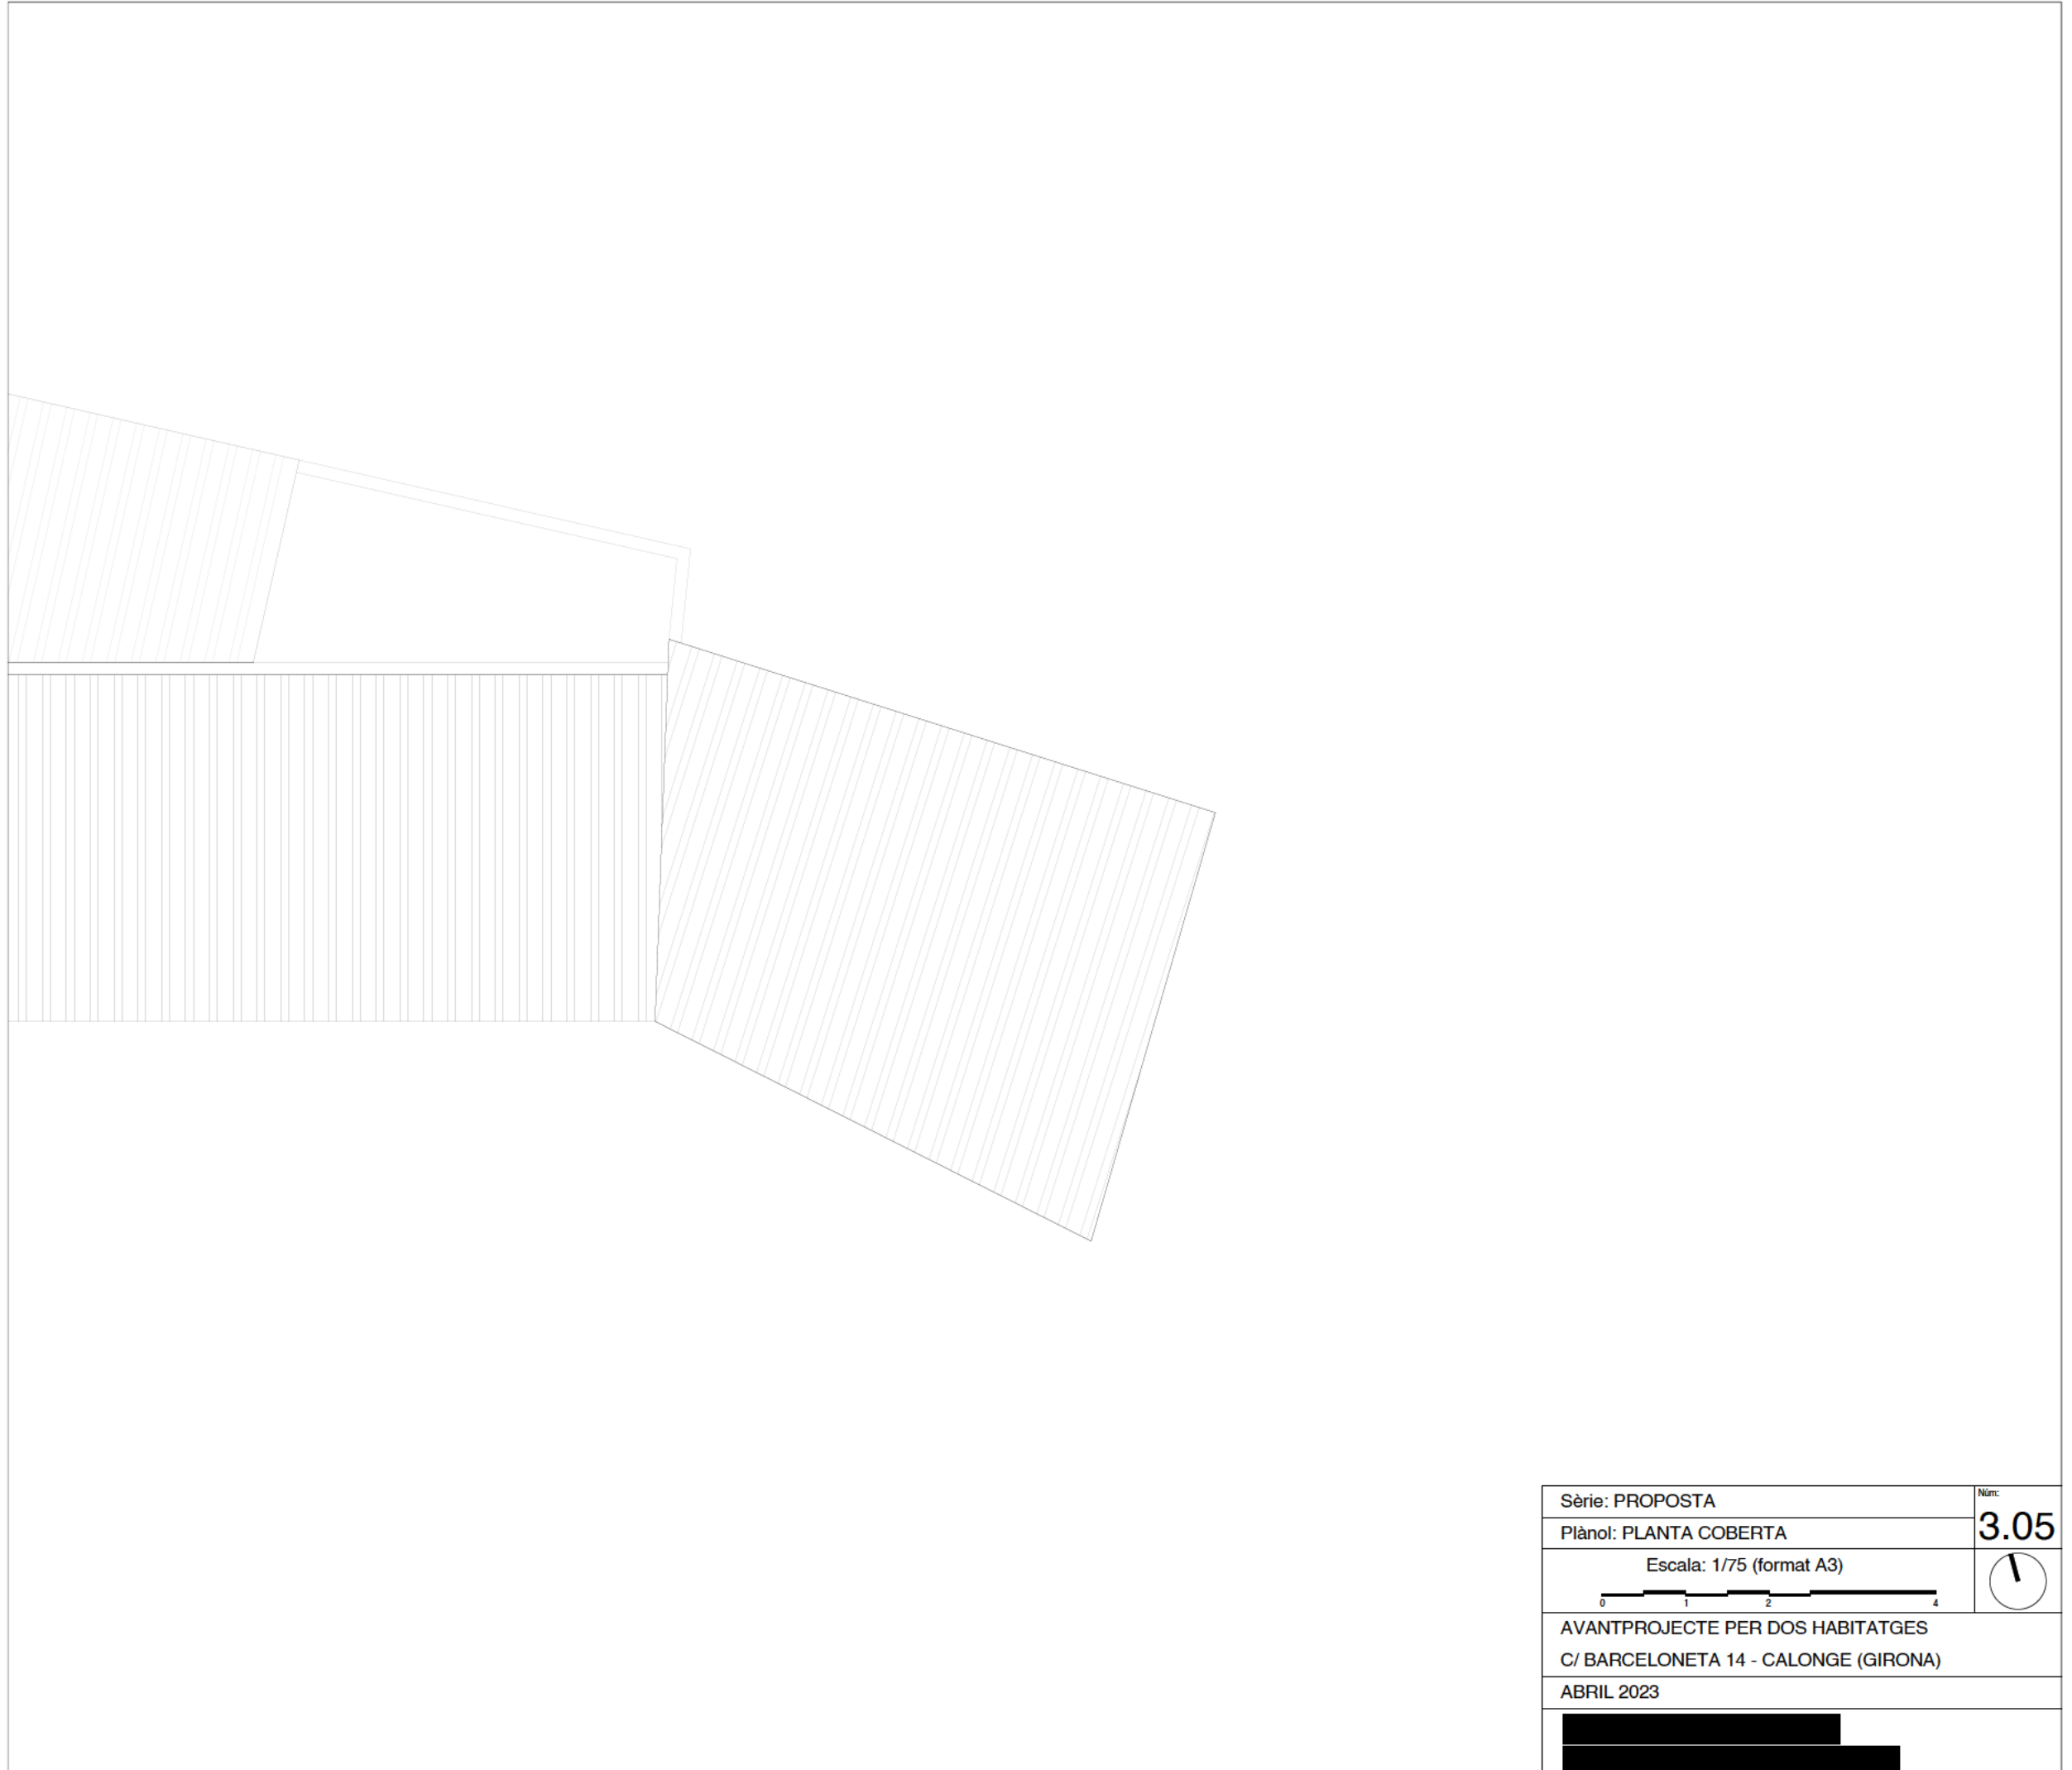 Sèrie: PROPOSTA
Núm:
3.05
Plànol: PLANTA COBERTA
Escala: 1/75 (format A3)
0 1 2 4
AVANTPROJECTE PER DOS HABITATGES
C/ BARCELONETA 14 - CALONGE (GIRONA)
ABRIL 2023